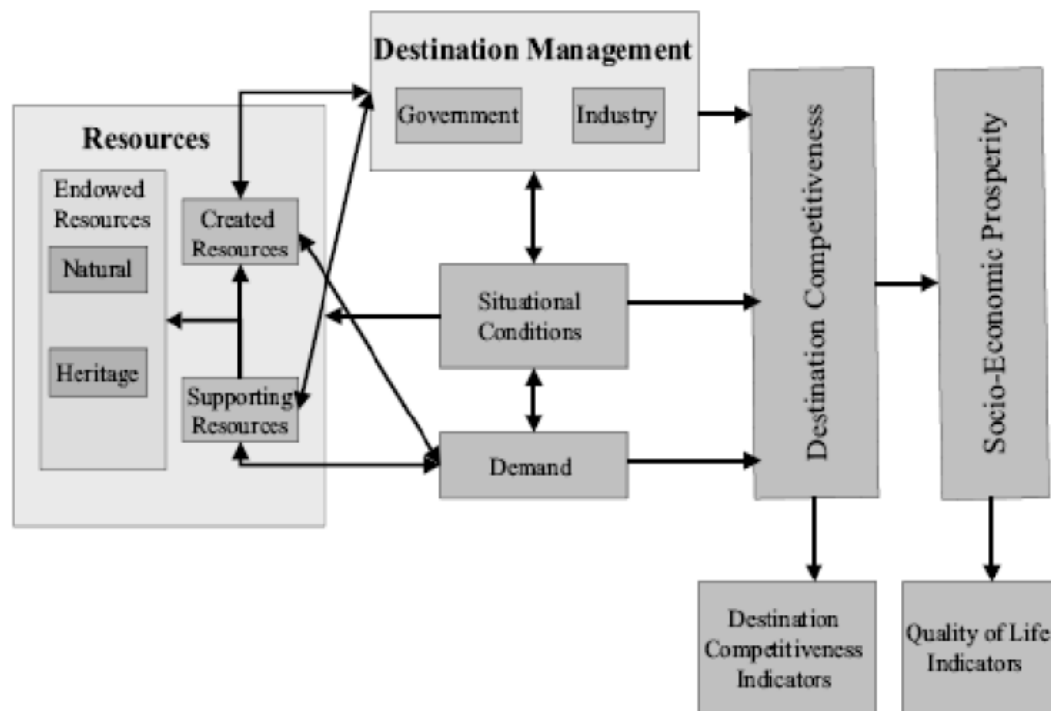 Destination Management
Government
Industry
Resources
Endowed
Resources
Natural
Heritage
Created
Resources
Supporting
Resources
Situational
Conditions
Demand
Destination Competitiveness
Socio-Economic Prosperity
Destination
Competitiveness
Indicators
Quality of Life
Indicators